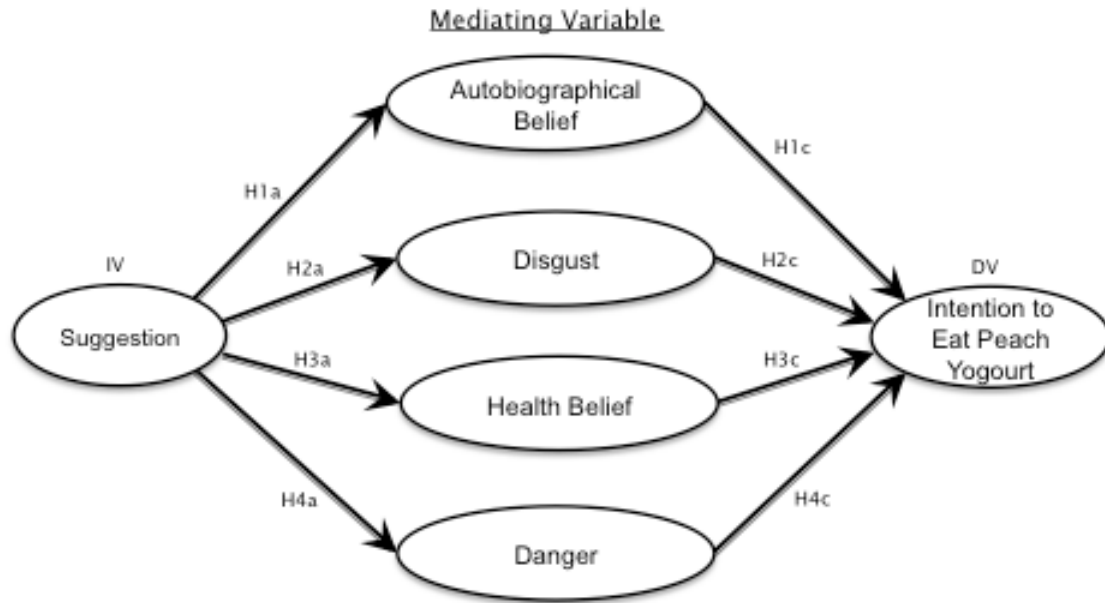 Mediating Variable
Autobiographical
Belief
H1a
H1c
Disgust
H2a
H2c
IV
DV
Suggestion
Intention to
Eat Peach
Yogourt
H3a
H3c
Health Belief
H4a
H4c
Danger